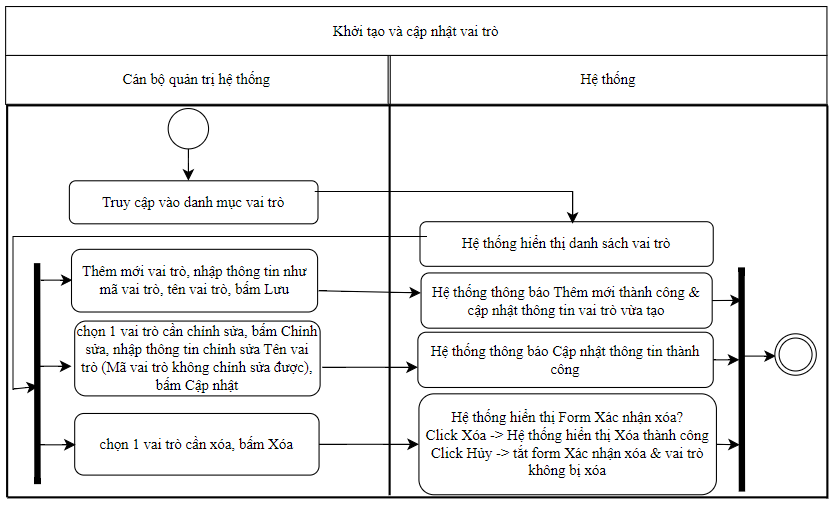 Khởi tạo và cập nhật vai trò
Cán bộ quản trị hệ thống
Hệ thống
Truy cập vào danh mục vai trò
Hệ thống hiển thị danh sách vai trò
Thêm mới vai trò, nhập thông tin như
mã vai trò, tên vai trò, bấm Lưu
Hệ thống thông báo Thêm mới thành công &
cập nhật thông tin vai trò vừa tạo
chọn 1 vai trò cần chỉnh sửa, bấm Chỉnh
sửa, nhập thông tin chỉnh sửa Tên vai
trò (Mã vai trò không chỉnh sửa được),
bấm Cập nhật
Hệ thống thông báo Cập nhật thông tin thành
công
chọn 1 vai trò cần xóa, bấm Xóa
Hệ thống hiển thị Form Xác nhận xóa?
Click Xóa -> Hệ thống hiển thị Xóa thành công
Click Hủy -> tắt form Xác nhận xóa & vai trò
không bị xóa